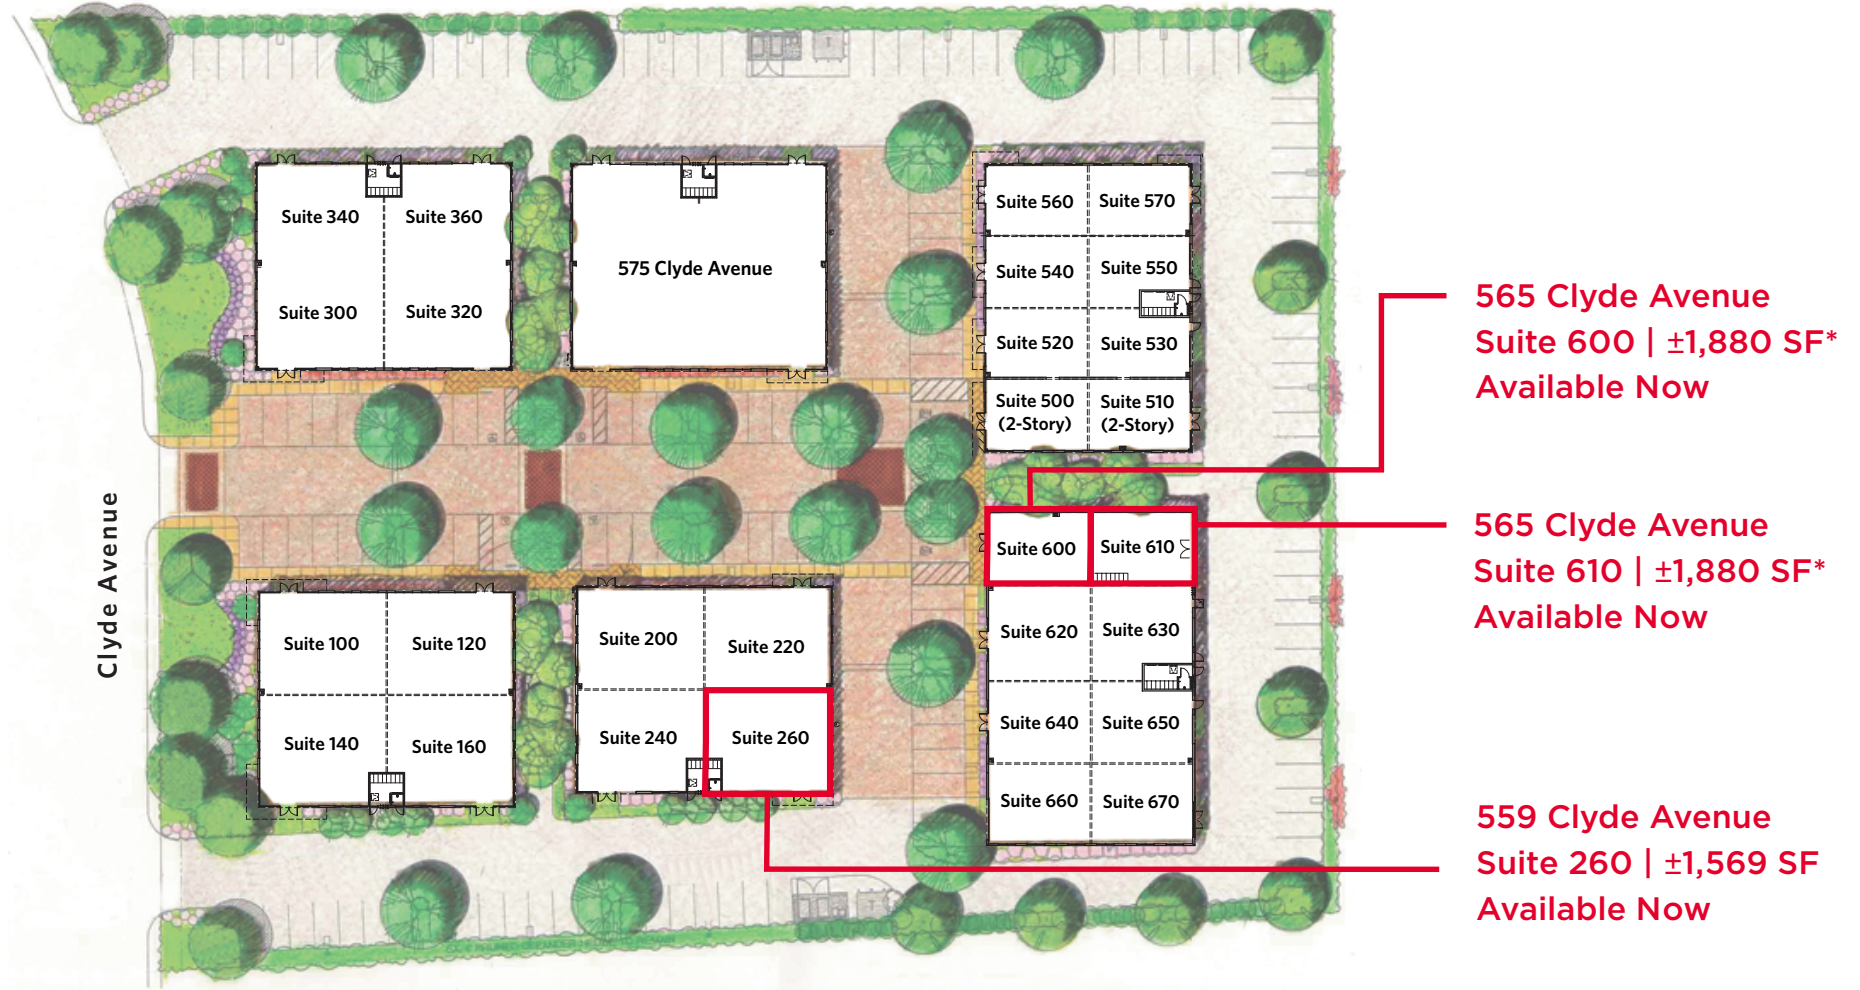 Suite 340
Suite 360
Suite 300
Suite 320
575 Clyde Avenue
Suite 560
Suite 570
Suite 540
Suite 550
Suite 520
Suite 530
Suite 500
(2-Story)
Suite 510
(2-Story)
565 Clyde Avenue
Suite 600 | ±1,880 SF*
Available Now
Clyde Avenue
Suite 600
Suite 610
565 Clyde Avenue
Suite 610 | ±1,880 SF*
Available Now
Suite 100
Suite 120
Suite 140
Suite 160
Suite 200
Suite 220
Suite 240
Suite 260
Suite 620
Suite 630
Suite 640
Suite 650
Suite 660
Suite 670
559 Clyde Avenue
Suite 260 | ±1,569 SF
Available Now